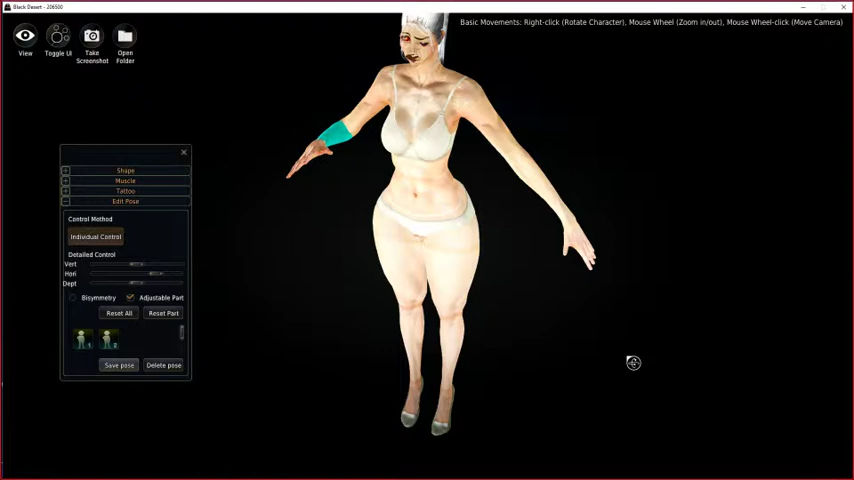 Black Desert - 206500
Basic Movements: Right-click (Rotate Character), Mouse Wheel (Zoom in/out), Mouse Wheel-click (Move Camera)
View
Toggle UI
Take Screenshot
Open Folder
Shape
Muscle
Tattoo
Edit Pose
Control Method
Individual Control
Detailed Control
Vert
Hori
Dept
Bisymmetry
Adjustable Part
Reset All
Reset Part
1
2
Save pose
Delete pose